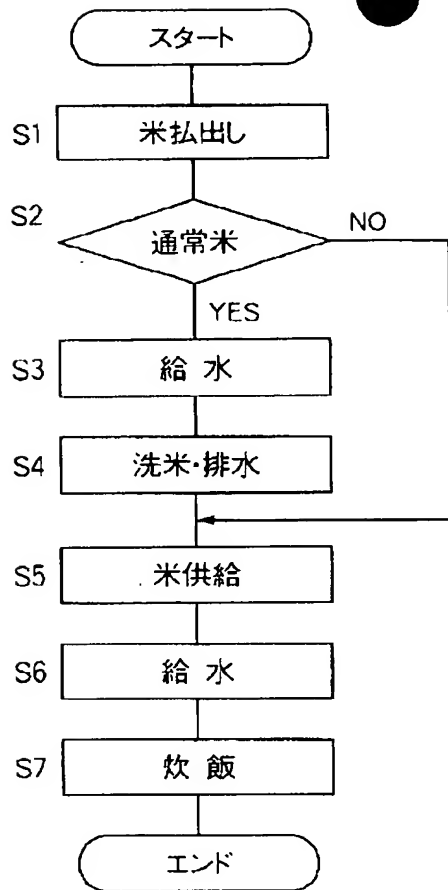 スタート
S1 米払出し
S2 通常米 NO
YES
S3 給 水
S4 洗米・排水
S5 米供給
S6 給 水
S7 炊 飯
エンド